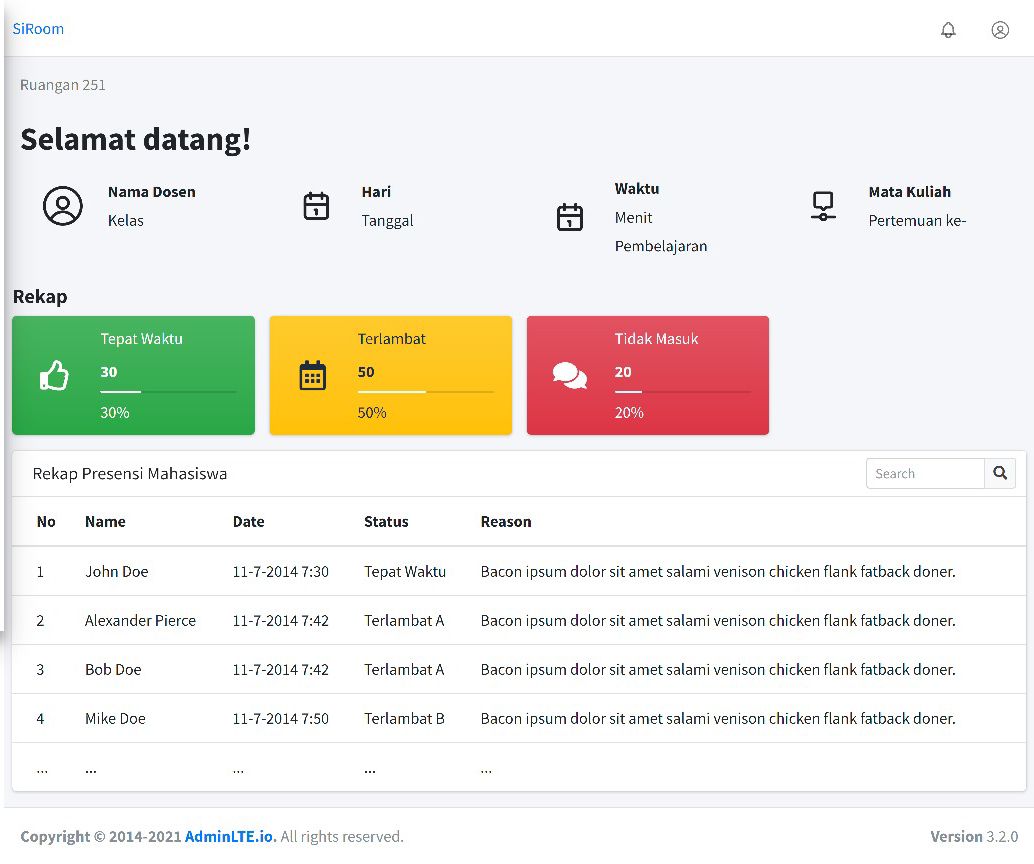 SiRoom
Ruangan 251
Selamat datang!
Nama Dosen
Kelas
Hari
1
Tanggal
Waktu
1
Menit
Pembelajaran
Mata Kuliah
Pertemuan ke-
Rekap
Tepat Waktu
30
30%
Terlambat
50
50%
Tidak Masuk
20
20%
Rekap Presensi Mahasiswa
Search
No Name Date Status Reason
1 John Doe 11-7-2014 7:30 Tepat Waktu Bacon ipsum dolor sit amet salami venison chicken flank fatback doner.
2 Alexander Pierce 11-7-2014 7:42 Terlambat A Bacon ipsum dolor sit amet salami venison chicken flank fatback doner.
3 Bob Doe 11-7-2014 7:42 Terlambat A Bacon ipsum dolor sit amet salami venison chicken flank fatback doner.
4 Mike Doe 11-7-2014 7:50 Terlambat B Bacon ipsum dolor sit amet salami venison chicken flank fatback doner.
... ... ... ... ...
Copyright © 2014-2021 AdminLTE.io. All rights reserved. Version 3.2.0